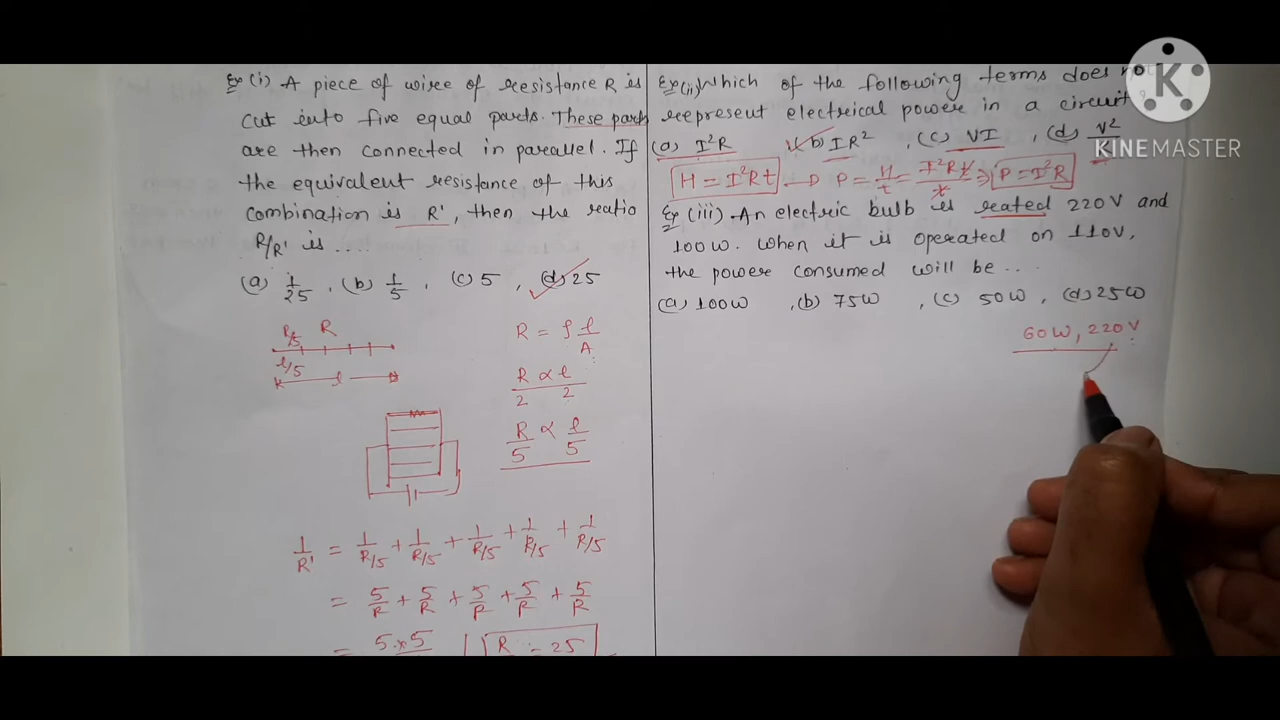 Ex (i) A piece of wire of resistance R is
cut into five equal parts. These parts
are then connected in parallel. If
the equivalent resistance of this
combination is R', then the ratio
R/R' is ....
(a) 1/25 , (b) 1/5 , (c) 5 , (d) 25
R/5 R
l/5
l
R = ρ l/A
R/2 ∝ l/2
R/5 ∝ l/5
1/R' = 1/R/5 + 1/R/5 + 1/R/5 + 1/R/5 + 1/R/5
= 5/R + 5/R + 5/R + 5/R + 5/R
= 5×5
R = 25
Ex (ii) Which of the following terms does not
represent electrical power in a circuit?
(a) I²R (b) IR² , (c) VI , (d) V²
H = I²Rt → P = H/t = I²Rt/t ⇒ P = I²R
Ex (iii) An electric bulb is rated 220V and
100W. When it is operated on 110V,
the power consumed will be ...
(a) 100W , (b) 75W , (c) 50W , (d) 25W
60W, 220V
K
KINEMASTER